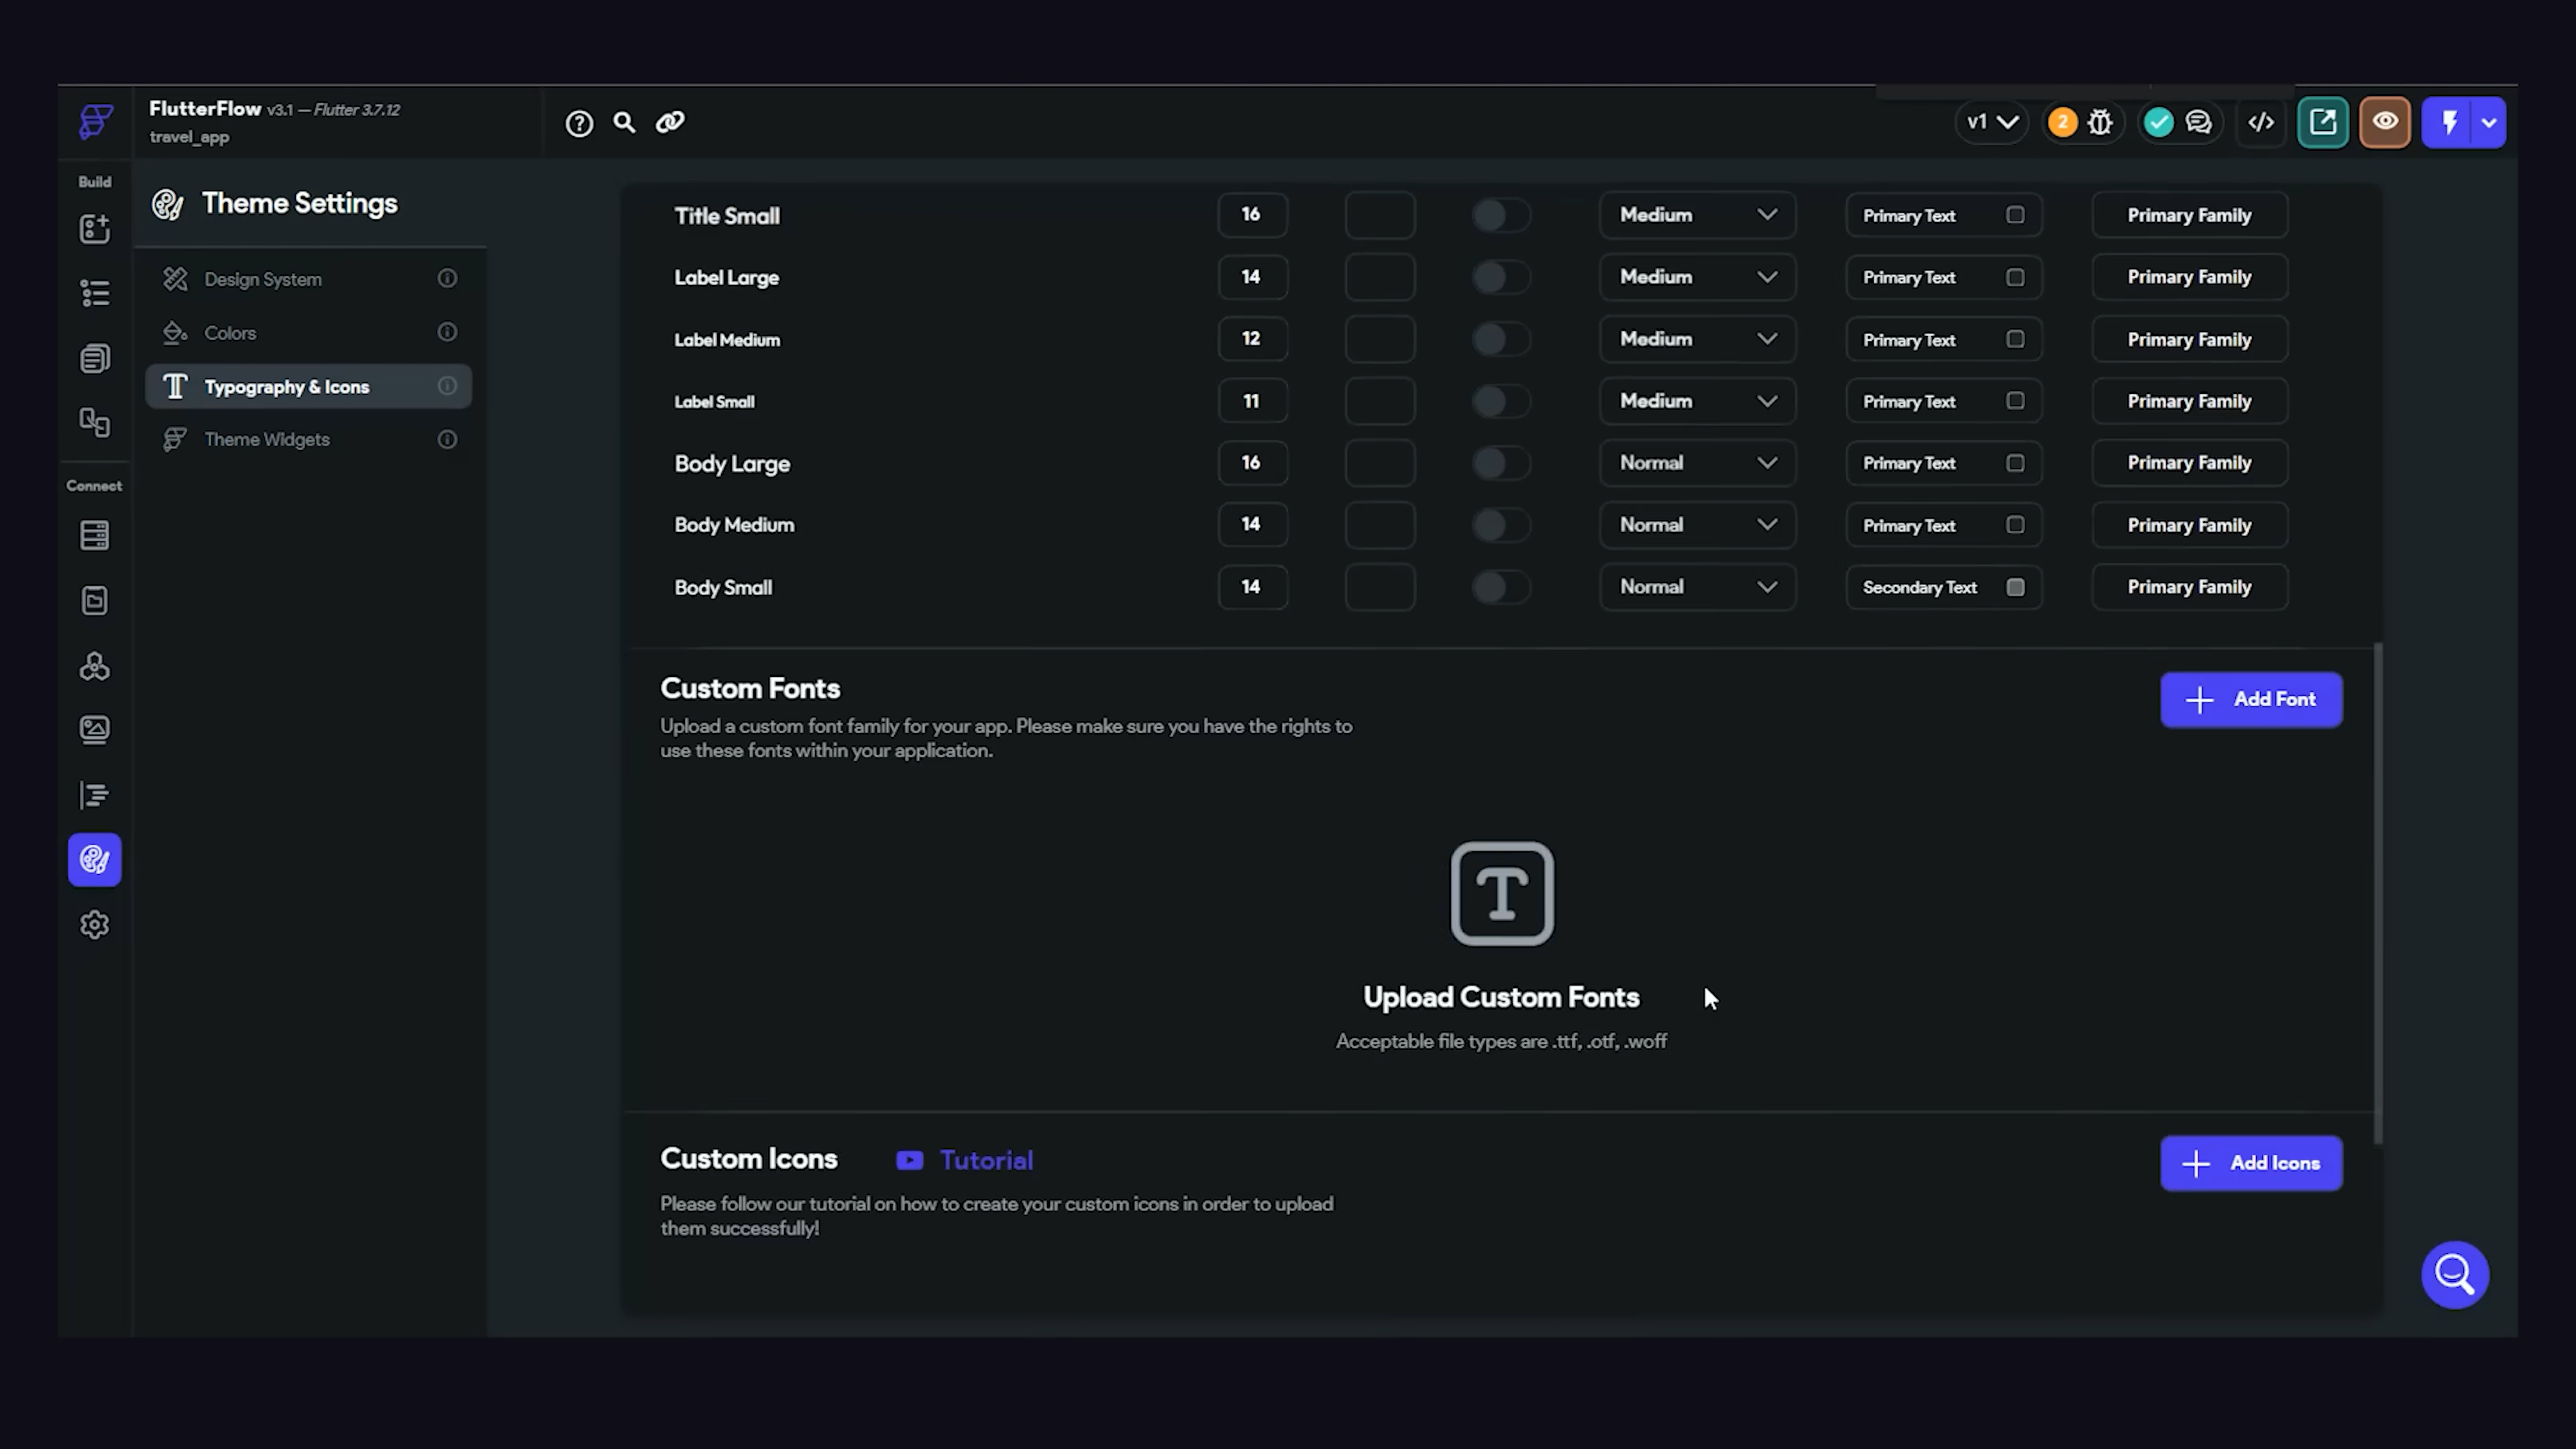 FlutterFlow v3.1 — Flutter 3.7.12
travel_app
v1
2
Build
Theme Settings
Design System
Colors
Typography & Icons
Theme Widgets
Connect
Title Small 16 Medium Primary Text Primary Family
Label Large 14 Medium Primary Text Primary Family
Label Medium 12 Medium Primary Text Primary Family
Label Small 11 Medium Primary Text Primary Family
Body Large 16 Normal Primary Text Primary Family
Body Medium 14 Normal Primary Text Primary Family
Body Small 14 Normal Secondary Text Primary Family
Custom Fonts
Add Font
Upload a custom font family for your app. Please make sure you have the rights to
use these fonts within your application.
T
Upload Custom Fonts
Acceptable file types are .ttf, .otf, .woff
Custom Icons
Tutorial
Add Icons
Please follow our tutorial on how to create your custom icons in order to upload
them successfully!